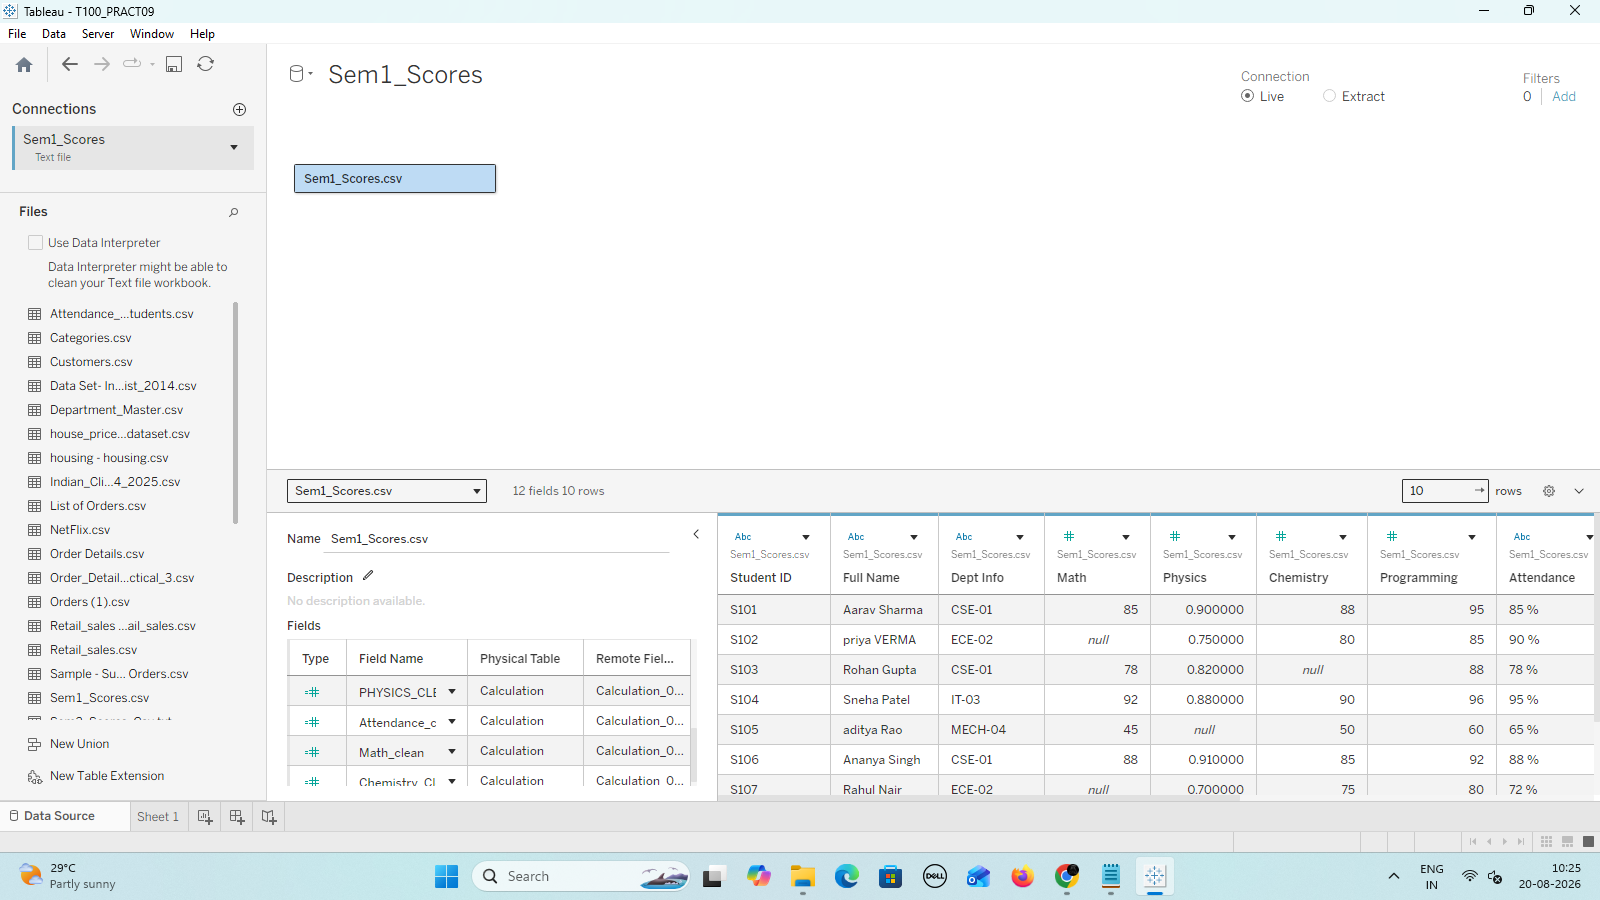 Tableau - T100_PRACT09
File Data Server Window Help
Connections
Sem1_Scores
Text file
Files
Use Data Interpreter
Data Interpreter might be able to
clean your Text file workbook.
Attendance_...tudents.csv
Categories.csv
Customers.csv
Data Set- In...ist_2014.csv
Department_Master.csv
house_price...dataset.csv
housing - housing.csv
Indian_Cli...4_2025.csv
List of Orders.csv
NetFlix.csv
Order Details.csv
Order_Detail...ctical_3.csv
Orders (1).csv
Retail_sales ...ail_sales.csv
Retail_sales.csv
Sample - Su... Orders.csv
Sem1_Scores.csv
New Union
New Table Extension
Sem1_Scores
Connection
Live Extract
Filters
0 Add
Sem1_Scores.csv
Sem1_Scores.csv 12 fields 10 rows 10 rows
Name Sem1_Scores.csv
Description
No description available.
Fields
Type Field Name Physical Table Remote Fiel...
=# PHYSICS_CLE Calculation Calculation_0...
=# Attendance_c Calculation Calculation_0...
=# Math_clean Calculation Calculation_0...
=# Chemistry_Cl Calculation Calculation_0...
Abc Abc Abc # # # # Abc
Sem1_Scores.csv Sem1_Scores.csv Sem1_Scores.csv Sem1_Scores.csv Sem1_Scores.csv Sem1_Scores.csv Sem1_Scores.csv Sem1_Scores.csv
Student ID Full Name Dept Info Math Physics Chemistry Programming Attendance
S101 Aarav Sharma CSE-01 85 0.900000 88 95 85 %
S102 priya VERMA ECE-02 null 0.750000 80 85 90 %
S103 Rohan Gupta CSE-01 78 0.820000 null 88 78 %
S104 Sneha Patel IT-03 92 0.880000 90 96 95 %
S105 aditya Rao MECH-04 45 null 50 60 65 %
S106 Ananya Singh CSE-01 88 0.910000 85 92 88 %
S107 Rahul Nair ECE-02 null 0.700000 75 80 72 %
Data Source Sheet 1
29°C
Partly sunny
Search
DELL
ENG
IN
10:25
20-08-2026